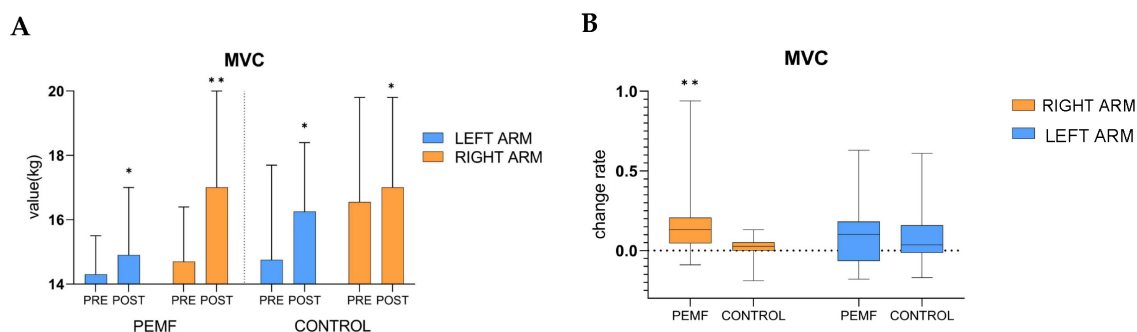 A
MVC
**
20
*
*
*
18
16
14
value(kg)
PRE POST PRE POST PRE POST PRE POST
PEMF CONTROL
LEFT ARM
RIGHT ARM
B
MVC
**
1.0
0.5
0.0
change rate
PEMF CONTROL PEMF CONTROL
RIGHT ARM
LEFT ARM